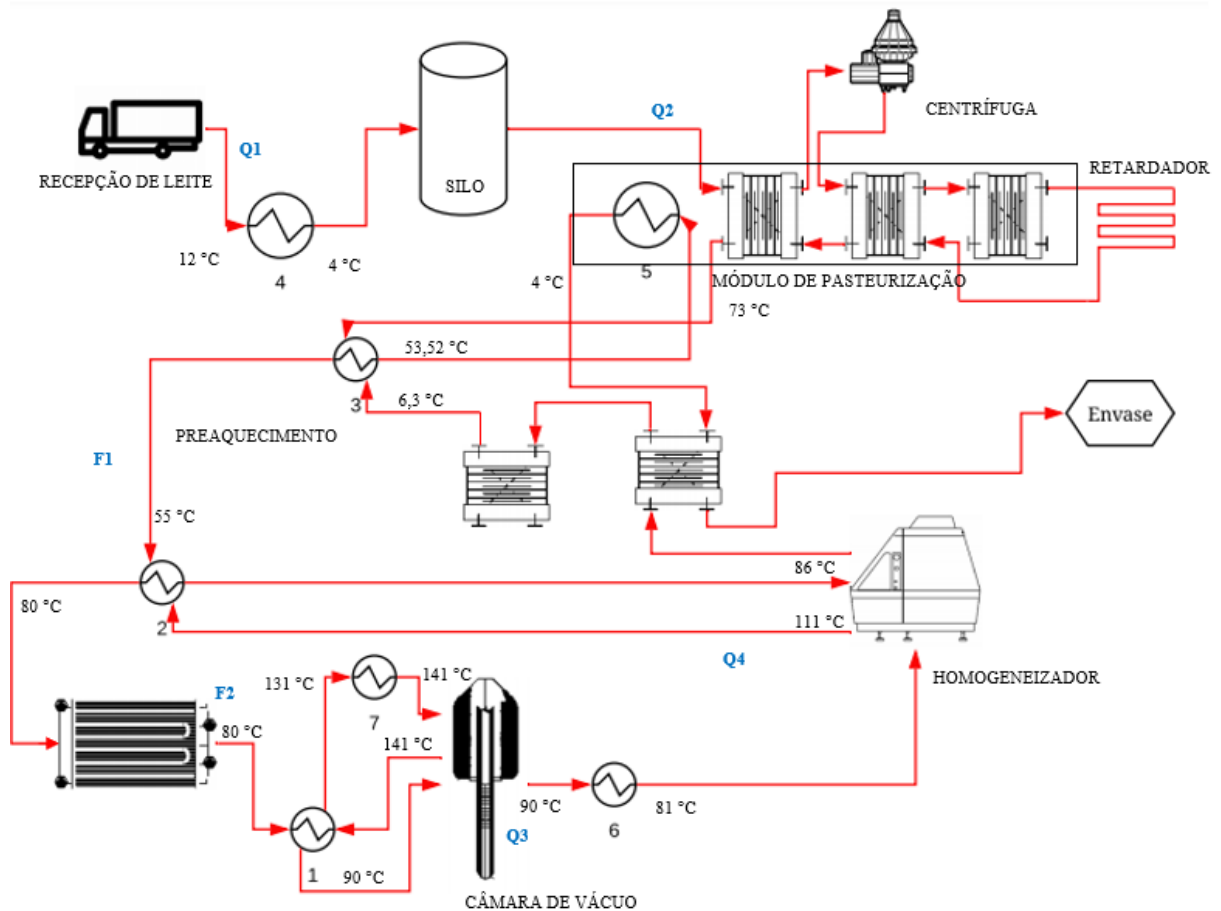 CENTRÍFUGA
Q1
Q2
RECEPÇÃO DE LEITE
SILO
RETARDADOR
12 °C
4 °C
4
4 °C
5
MÓDULO DE PASTEURIZAÇÃO
73 °C
53,52 °C
3
6,3 °C
PREAQUECIMENTO
Envase
F1
55 °C
86 °C
80 °C
2
111 °C
Q4
HOMOGENEIZADOR
131 °C
141 °C
F2
80 °C
7
141 °C
90 °C
81 °C
6
Q3
1
90 °C
CÂMARA DE VÁCUO